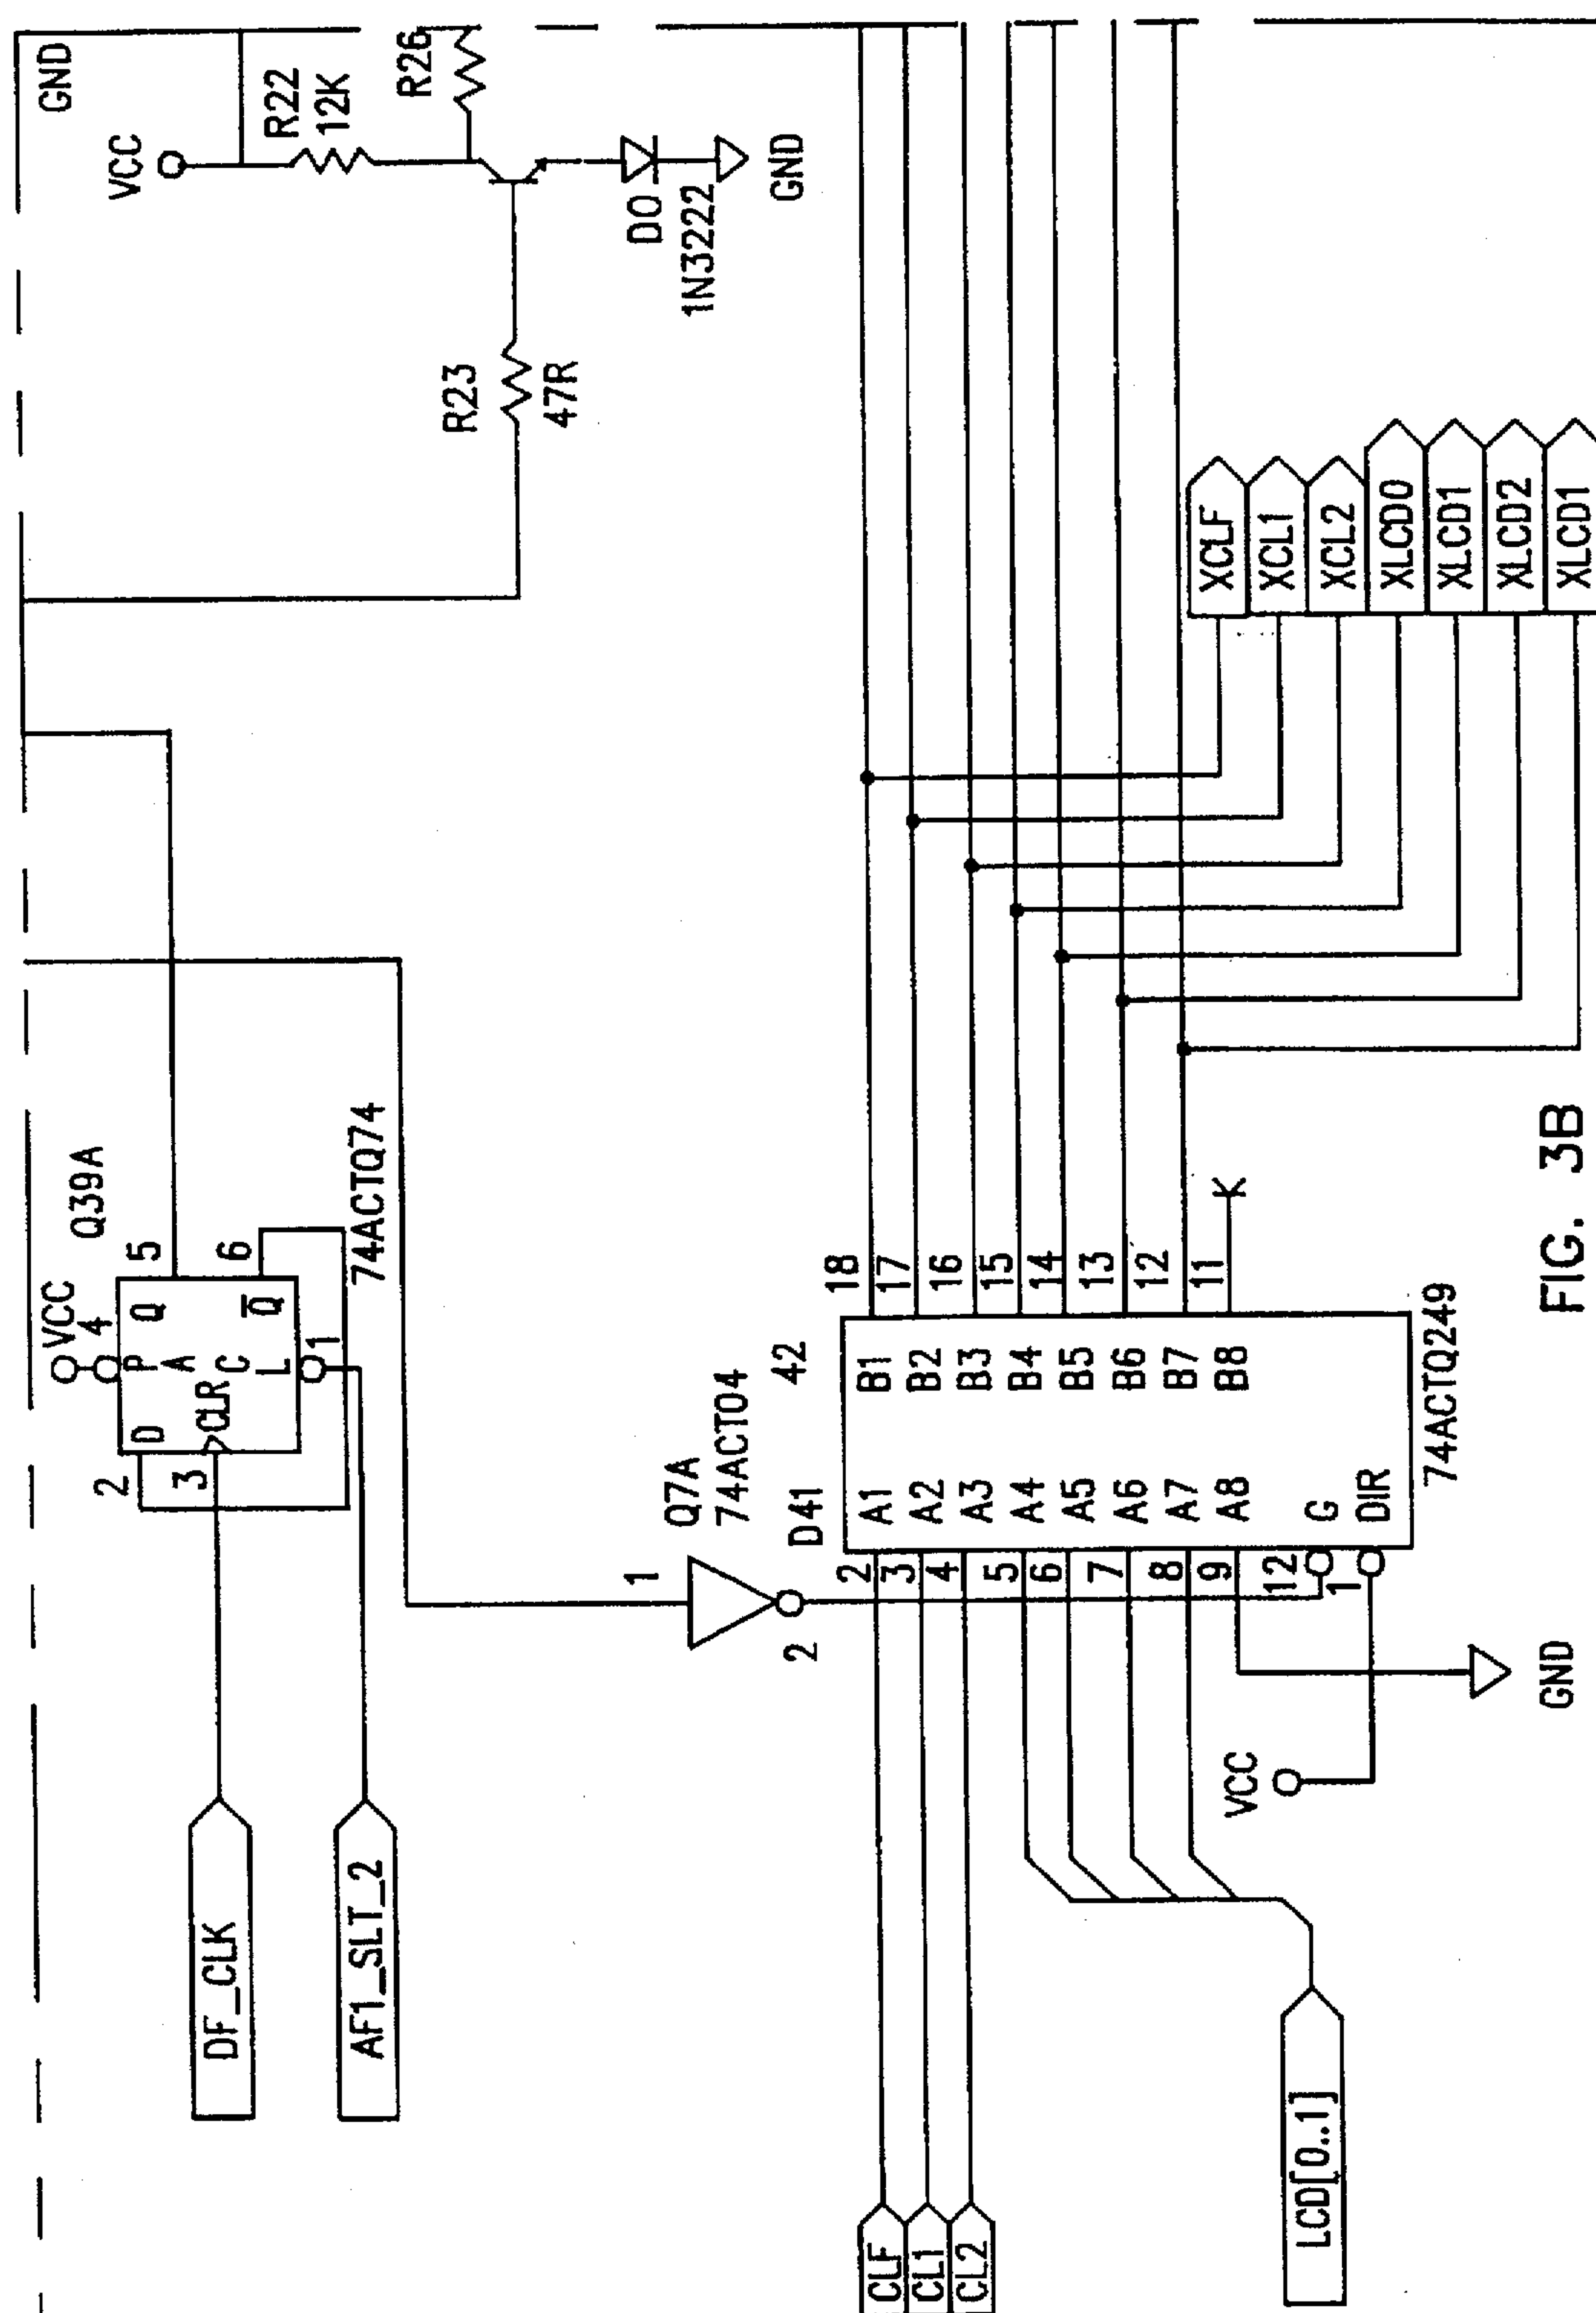 GND
VCC
R22
12K
R26
R23
47R
D0
1N3222
GND
Q39A
VCC
4
5
6
2
3
1
D
P
A
Q
CLR
C
L
Q̅
74ACTQ74
DF_CLK
AF1_SLT_2
Q7A
74ACT04
1
2
D41
42
CLF
CL1
CL2
LCD[0..1]
2
3
4
5
6
7
8
9
12
1
A1
A2
A3
A4
A5
A6
A7
A8
G
DIR
B1
B2
B3
B4
B5
B6
B7
B8
18
17
16
15
14
13
12
11
K
74ACTQ249
VCC
GND
XCLF
XCL1
XCL2
XLCD0
XLCD1
XLCD2
XLCD1
FIG. 3B